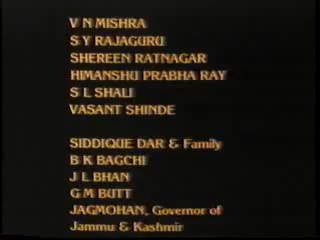 V N MISHRA
S Y RAJAGURU
SHEREEN RATNAGAR
HIMANSHU PRABHA RAY
S L SHALI
VASANT SHINDE
SIDDIQUE DAR & Family
B K BAGCHI
J L BHAN
G M BUTT
JAGMOHAN, Governor of
Jammu & Kashmir